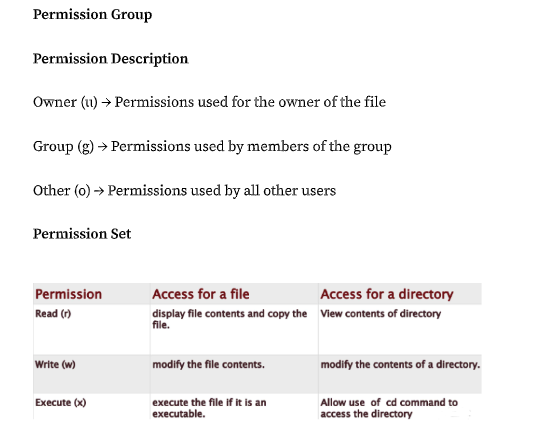 Permission Group
Permission Description
Owner (u) → Permissions used for the owner of the file
Group (g) → Permissions used by members of the group
Other (o) → Permissions used by all other users
Permission Set
Permission Access for a file Access for a directory
Read (r) display file contents and copy the View contents of directory
file.
Write (w) modify the file contents. modify the contents of a directory.
Execute (x) execute the file if it is an Allow use of cd command to
executable. access the directory